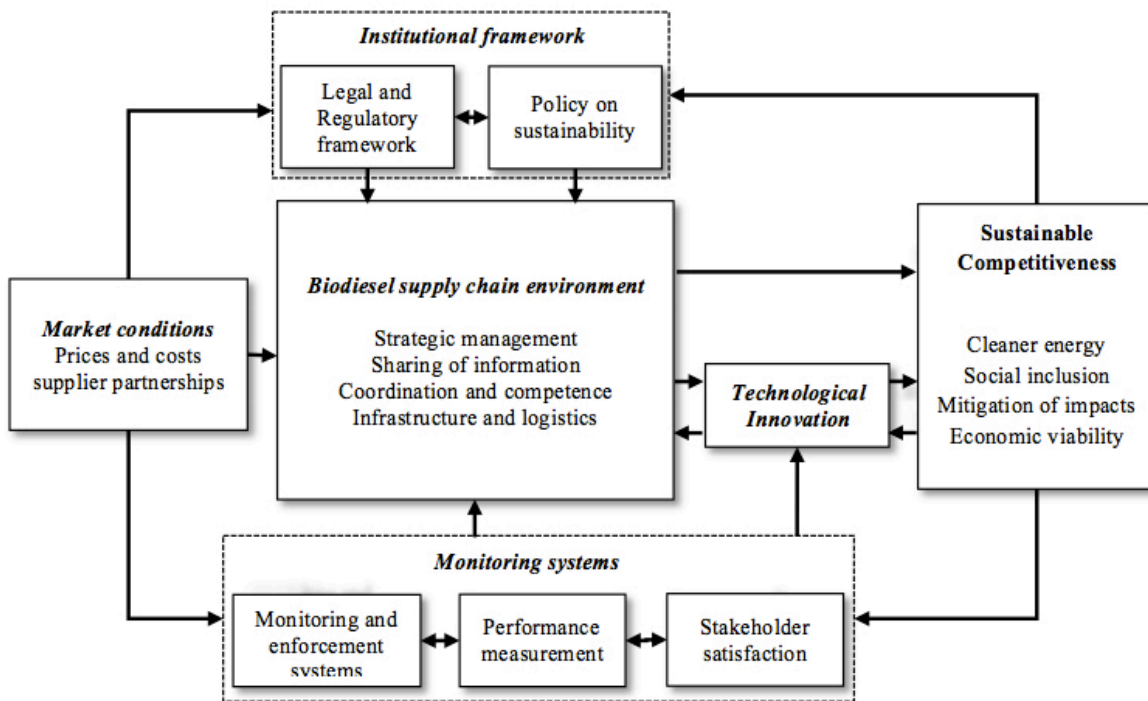 Institutional framework
Legal and
Regulatory
framework
Policy on
sustainability
Market conditions
Prices and costs
supplier partnerships
Biodiesel supply chain environment
Strategic management
Sharing of information
Coordination and competence
Infrastructure and logistics
Technological
Innovation
Sustainable
Competitiveness
Cleaner energy
Social inclusion
Mitigation of impacts
Economic viability
Monitoring systems
Monitoring and
enforcement
systems
Performance
measurement
Stakeholder
satisfaction